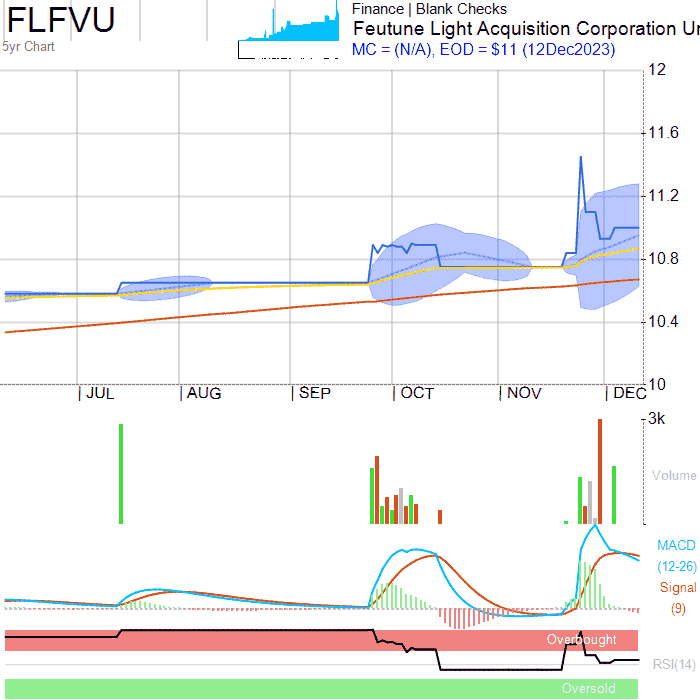 FLFVU
5yr Chart
Finance | Blank Checks
Feutune Light Acquisition Corporation Un
MC = (N/A), EOD = $11 (12Dec2023)
12
11.6
11.2
10.8
10.4
10
JUL AUG SEP OCT NOV DEC
3k
Volume
MACD
(12-26)
Signal
(9)
Overbought
RSI(14)
Oversold